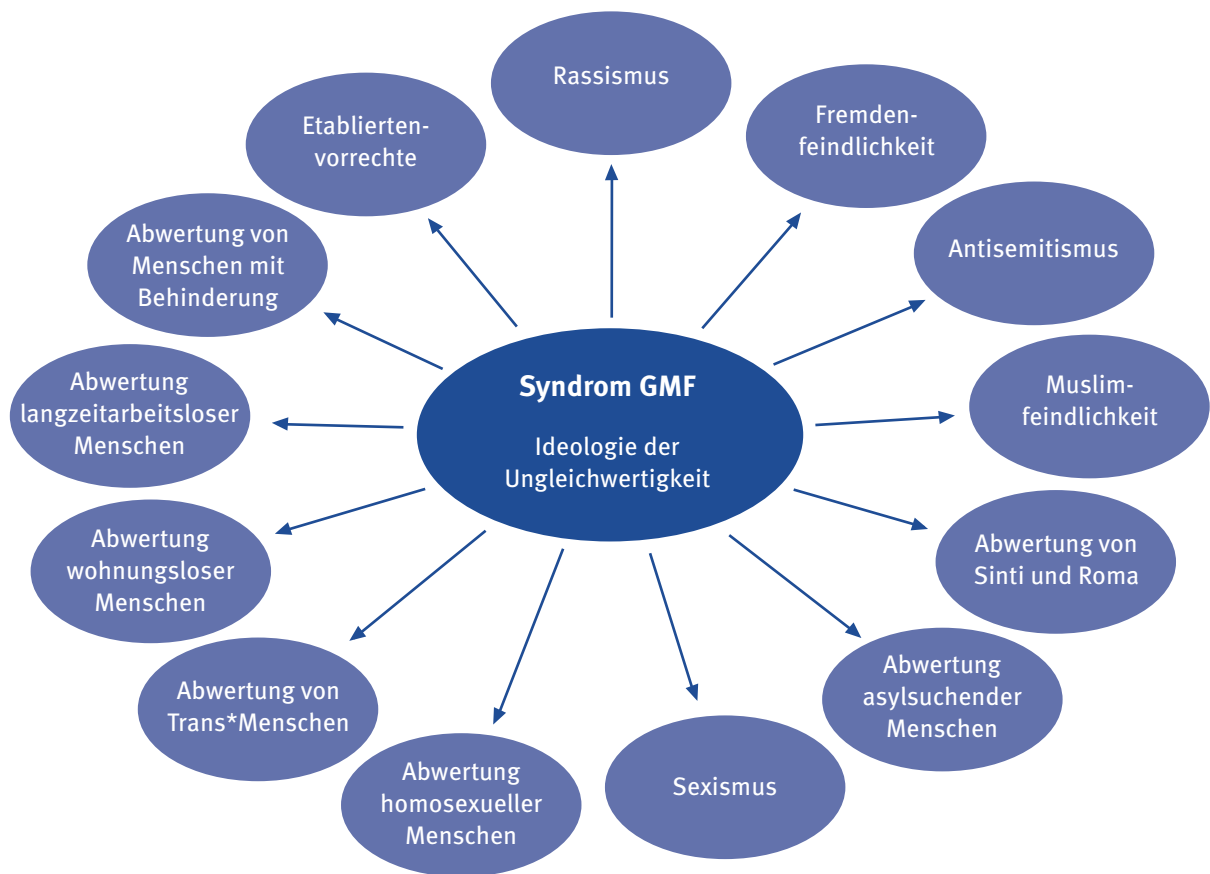 Rassismus
Fremden-
feindlichkeit
Etablierten-
vorrechte
Antisemitismus
Abwertung von
Menschen mit
Behinderung
Syndrom GMF
Ideologie der
Ungleichwertigkeit
Muslim-
feindlichkeit
Abwertung
langzeitarbeitsloser
Menschen
Abwertung von
Sinti und Roma
Abwertung
wohnungsloser
Menschen
Abwertung
asylsuchender
Menschen
Abwertung von
Trans*Menschen
Abwertung
homosexueller
Menschen
Sexismus